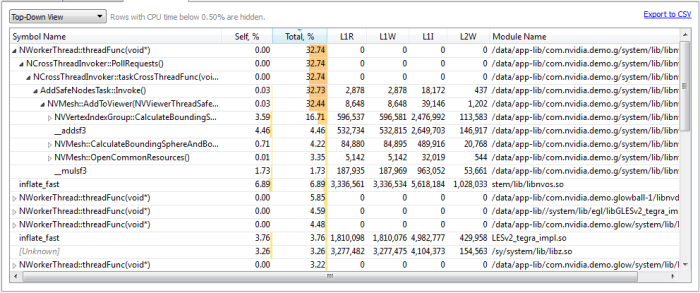 Top-Down View Rows with CPU time below 0.50% are hidden. Export to CSV
Symbol Name Self, % Total, % L1R L1W L1I L2W Module Name
NWorkerThread::threadFunc(void*) 0.00 32.74 0 0 0 0 /data/app-lib/com.nvidia.demo.g/system/lib/libnv
NCrossThreadInvoker::PollRequests() 0.00 32.74 0 0 0 0 /data/app-lib/com.nvidia.demo.g/system/lib/libnv
NCrossThreadInvoker::taskCrossThreadFunc(voi... 0.00 32.74 0 0 0 0 /data/app-lib/com.nvidia.demo.g/system/lib/libnv
AddSafeNodesTask::Invoke() 0.03 32.73 2,878 0 18,172 437 /data/app-lib/com.nvidia.demo.g/system/lib/libnv
NVMesh::AddToViewer(NVViewerThreadSafe... 0.03 32.44 8,648 8,648 39,146 1,202 /data/app-lib/com.nvidia.demo.g/system/lib/libnv
NVVertexIndexGroup::CalculateBoundingS... 3.59 16.71 596,537 596,581 2,476,992 113,583 /data/app-lib/com.nvidia.demo.g/system/lib/libnv
__addsf3 4.46 4.46 532,734 532,815 2,649,703 146,917 /data/app-lib/com.nvidia.demo.g/system/lib/libnv
NVMesh::CalculateBoundingSphereAndBo... 0.71 4.22 84,880 84,895 489,916 20,768 /data/app-lib/com.nvidia.demo.g/system/lib/libnv
NVMesh::OpenCommonResources() 0.01 3.35 5,142 5,142 32,019 544 /data/app-lib/com.nvidia.demo.g/system/lib/libnv
__mulsf3 1.73 1.73 187,935 187,969 963,052 53,661 /data/app-lib/com.nvidia.demo.g/system/lib/libnv
inflate_fast 6.89 6.89 3,336,561 3,336,534 5,618,184 1,028,033 stem/lib/libnvos.so
NWorkerThread::threadFunc(void*) 0.00 5.85 0 0 0 0 /data/app-lib/com.nvidia.demo.glowball-1/libnvd
NWorkerThread::threadFunc(void*) 0.00 4.59 0 0 0 0 /data/app-lib//system/lib/egl/libGLESv2_tegra_im
NWorkerThread::threadFunc(void*) 0.00 4.48 0 0 0 0 /data/app-lib/com.nvidia.demo.glow/system/lib/l
inflate_fast 3.76 3.76 1,810,098 1,810,076 4,982,777 429,958 LESv2_tegra_impl.so
[Unknown] 3.26 3.26 3,277,482 3,277,475 4,104,373 154,563 /sy/system/lib/libz.so
NWorkerThread::threadFunc(void*) 0.00 3.22 0 0 0 0 /data/app-lib/com.nvidia.demo.glow/system/lib/l